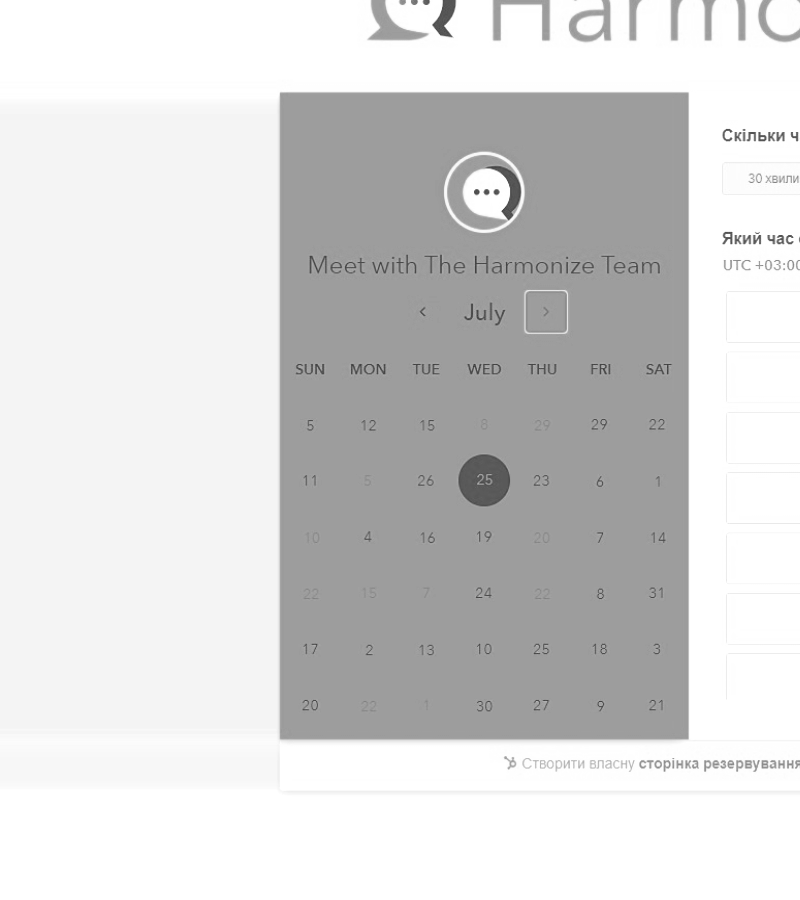 Harmo
Скільки ч
30 хвили
Який час
UTC +03:00
Meet with The Harmonize Team
July
SUN MON TUE WED THU FRI SAT
5 12 15 8 29 29 22
11 5 26 25 23 6 1
10 4 16 19 20 7 14
22 15 7 24 22 8 31
17 2 13 10 25 18 3
20 22 1 30 27 9 21
Створити власну сторінка резервування